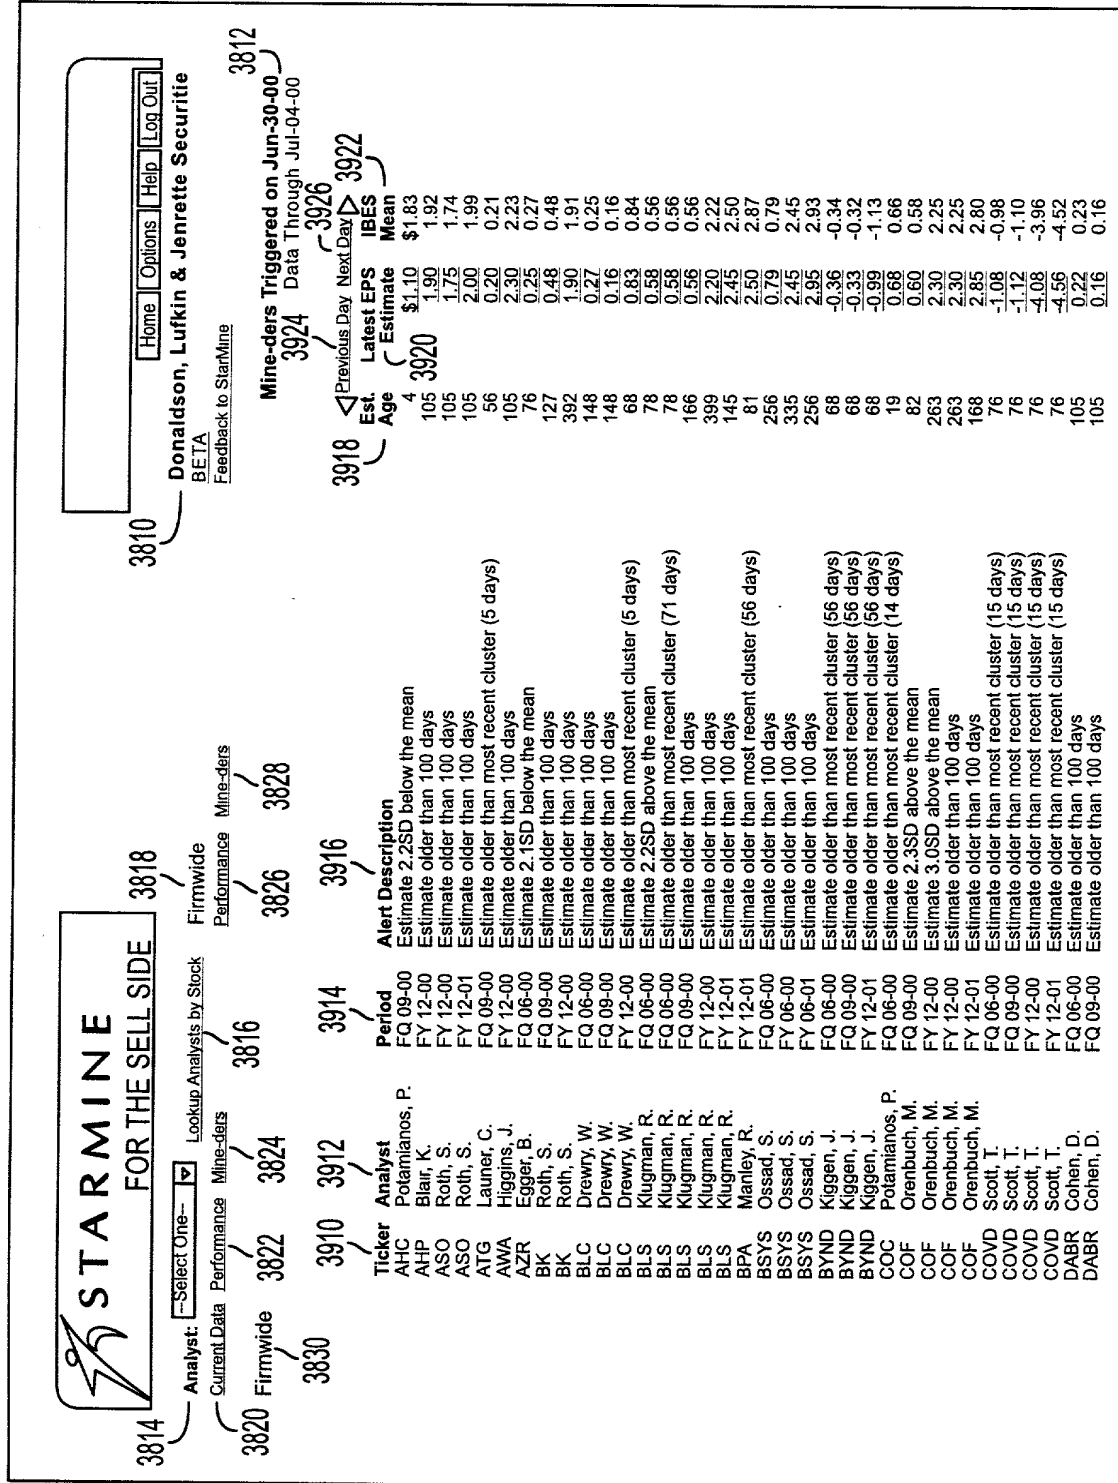 STARMINE
FOR THE SELL SIDE
Home Options Help Log Out
3810 Donaldson, Lufkin & Jenrette Securitie
BETA
Feedback to StarMine
3814 Analyst: --Select One-- Lookup Analysts by Stock 3816
3818 Firmwide
Current Data Performance Mine-ders Performance Mine-ders
3820 3822 3824 3826 3828
Firmwide 3830
Mine-ders Triggered on Jun-30-00 3812
Data Through Jul-04-00
3924 3926
Previous Day Next Day
3910 3912 3914 3916 3918 3920 3922
Ticker Analyst Period Alert Description Est. Age Latest EPS Estimate IBES Mean
AHC Potamianos, P. FQ 09-00 Estimate 2.2SD below the mean 4 $1.10 $1.83
AHP Blair, K. FY 12-00 Estimate older than 100 days 105 1.90 1.92
ASO Roth, S. FY 12-00 Estimate older than 100 days 105 1.75 1.74
ASO Roth, S. FY 12-01 Estimate older than 100 days 105 2.00 1.99
ATG Launer, C. FQ 09-00 Estimate older than most recent cluster (5 days) 56 0.20 0.21
AWA Higgins, J. FY 12-00 Estimate older than 100 days 105 2.30 2.23
AZR Egger, B. FQ 06-00 Estimate 2.1SD below the mean 76 0.25 0.27
BK Roth, S. FQ 09-00 Estimate older than 100 days 127 0.48 0.48
BK Roth, S. FY 12-00 Estimate older than 100 days 392 1.90 1.91
BLC Drewry, W. FQ 06-00 Estimate older than 100 days 148 0.27 0.25
BLC Drewry, W. FQ 09-00 Estimate older than 100 days 148 0.16 0.16
BLC Drewry, W. FY 12-00 Estimate older than most recent cluster (5 days) 68 0.83 0.84
BLS Klugman, R. FQ 06-00 Estimate 2.2SD above the mean 78 0.58 0.56
BLS Klugman, R. FQ 06-00 Estimate older than most recent cluster (71 days) 78 0.58 0.56
BLS Klugman, R. FQ 09-00 Estimate older than 100 days 166 0.56 0.56
BLS Klugman, R. FY 12-00 Estimate older than 100 days 399 2.20 2.22
BLS Klugman, R. FY 12-01 Estimate older than 100 days 145 2.45 2.50
BPA Manley, R. FY 12-01 Estimate older than most recent cluster (56 days) 81 2.50 2.87
BSYS Ossad, S. FQ 06-00 Estimate older than 100 days 256 0.79 0.79
BSYS Ossad, S. FY 06-00 Estimate older than 100 days 335 2.45 2.45
BSYS Ossad, S. FY 06-01 Estimate older than 100 days 256 2.95 2.93
BYND Kiggen, J. FQ 06-00 Estimate older than most recent cluster (56 days) 68 -0.36 -0.34
BYND Kiggen, J. FQ 09-00 Estimate older than most recent cluster (56 days) 68 -0.33 -0.32
BYND Kiggen, J. FY 12-01 Estimate older than most recent cluster (56 days) 68 -0.99 -1.13
COC Potamianos, P. FQ 06-00 Estimate older than most recent cluster (14 days) 19 0.68 0.66
COF Orenbuch, M. FQ 09-00 Estimate 2.3SD above the mean 82 0.60 0.58
COF Orenbuch, M. FY 12-00 Estimate 3.0SD above the mean 263 2.30 2.25
COF Orenbuch, M. FY 12-00 Estimate older than 100 days 263 2.30 2.25
COF Orenbuch, M. FY 12-01 Estimate older than 100 days 168 2.85 2.80
COVD Scott, T. FQ 06-00 Estimate older than most recent cluster (15 days) 76 -1.08 -0.98
COVD Scott, T. FQ 09-00 Estimate older than most recent cluster (15 days) 76 -1.12 -1.10
COVD Scott, T. FY 12-00 Estimate older than most recent cluster (15 days) 76 -4.08 -3.96
COVD Scott, T. FY 12-01 Estimate older than most recent cluster (15 days) 76 -4.56 -4.52
DABR Cohen, D. FQ 06-00 Estimate older than 100 days 105 0.22 0.23
DABR Cohen, D. FQ 09-00 Estimate older than 100 days 105 0.16 0.16